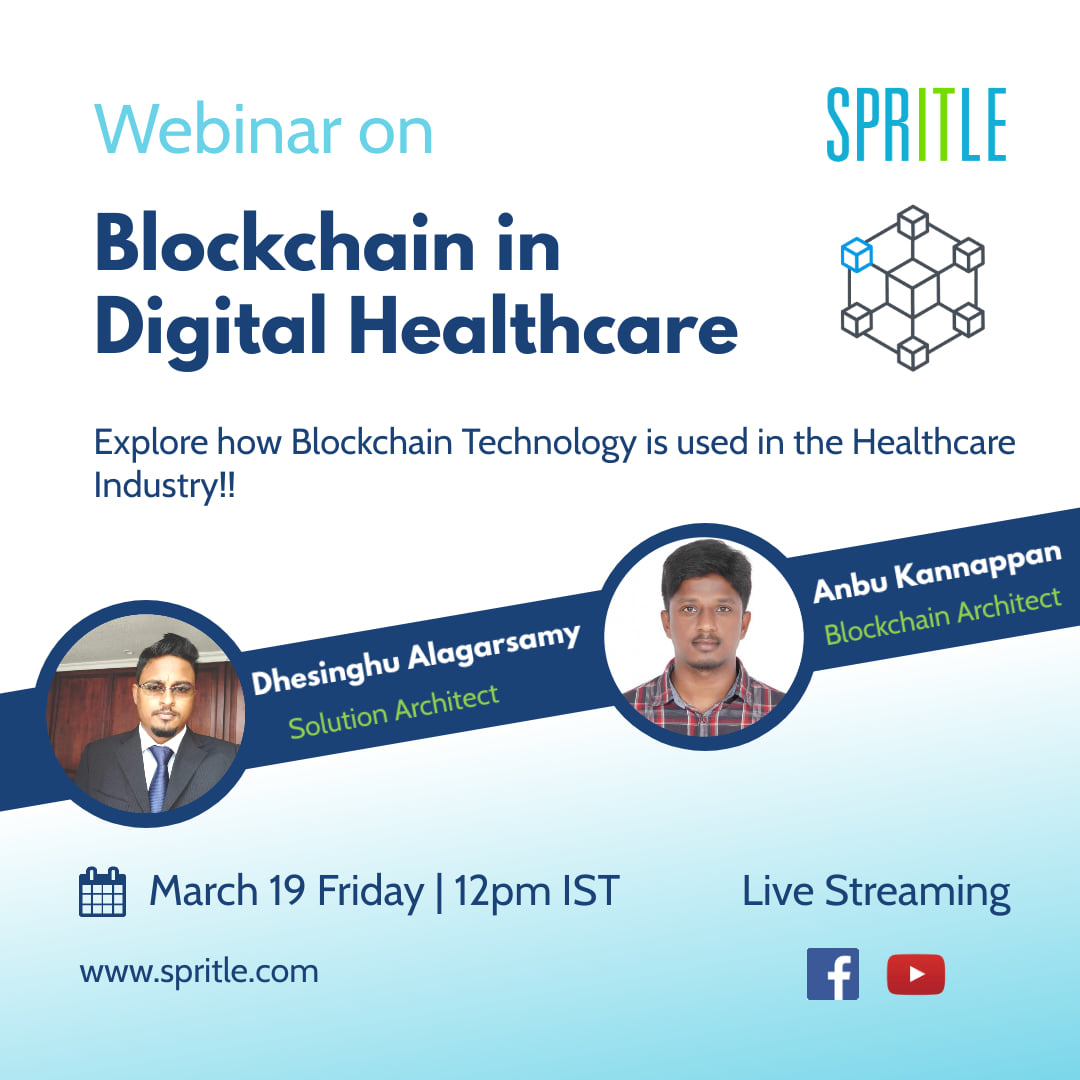 Webinar on
SPRITLE
Blockchain in
Digital Healthcare
Explore how Blockchain Technology is used in the Healthcare
Industry!!
Dhesinghu Alagarsamy
Solution Architect
Anbu Kannappan
Blockchain Architect
March 19 Friday | 12pm IST
Live Streaming
www.spritle.com
f